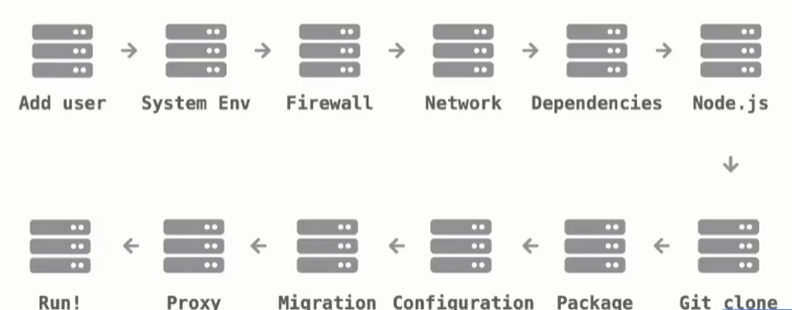 Add user System Env Firewall Network Dependencies Node.js
Run! Proxy Migration Configuration Package Git clone